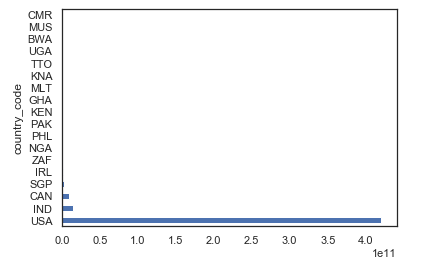 CMR
MUS
BWA
UGA
TTO
KNA
MLT
GHA
KEN
PAK
PHL
NGA
ZAF
IRL
SGP
CAN
IND
USA
country_code
0.0 0.5 1.0 1.5 2.0 2.5 3.0 3.5 4.0
1e11